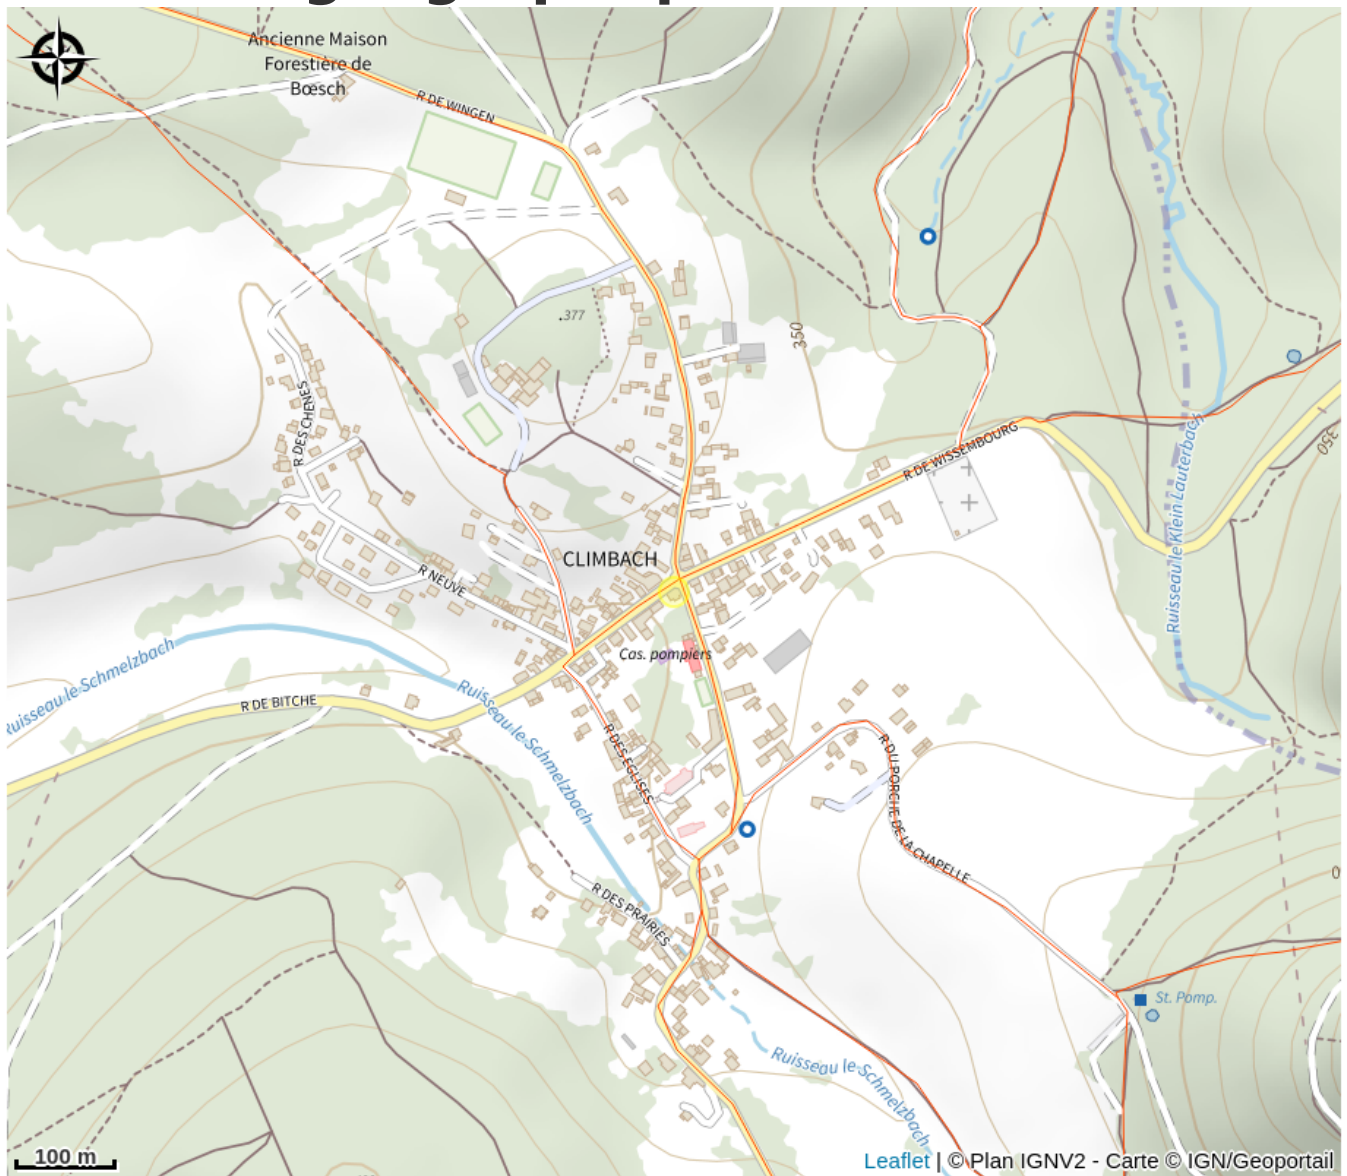 Ancienne Maison
Forestière de
Bœsch
R DE WINGEN
377
350
R DES CHENES
R DE WISSEMBOURG
350
Ruisseau le Klein Lauterbach
CLIMBACH
R NEUVE
Cas. pompiers
Ruisseau le Schmelzbach
R DE BITCHE
Ruisseau le Schmelzbach
R DES EGLISES
R DU PORCHE DE LA CHAPELLE
0
R DES PRAIRIES
St. Pomp.
Ruisseau le Schmelzbach
100 m
Leaflet | © Plan IGNV2 - Carte © IGN/Geoportail